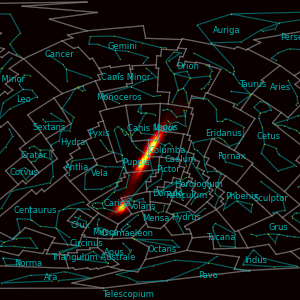 Auriga
Perse
Gemini
Cancer
Orion
Minor
Canis Minor
Taurus
Aries
Leo
Monoceros
Sextans
Pyxis
Canis Major
Eridanus
Cetus
Hydra
Columba
Crater
Caelum
Fornax
Puppis
Antlia
Pictor
Corvus
Vela
Horologium
Reticulum
Phoenix
Sculptor
Carina
Volans
Centaurus
Mensa
Hydrus
Grus
Crux
Chamaeleon
Tucana
Circinus
Apus
Octans
Triangulum Australe
Norma
Indus
Ara
Pavo
Telescopium